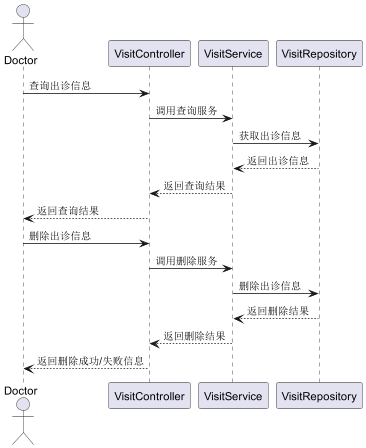 Doctor
VisitController
VisitService
VisitRepository
查询出诊信息
调用查询服务
获取出诊信息
返回出诊信息
返回查询结果
返回查询结果
删除出诊信息
调用删除服务
删除出诊信息
返回删除结果
返回删除结果
返回删除成功/失败信息
Doctor
VisitController
VisitService
VisitRepository